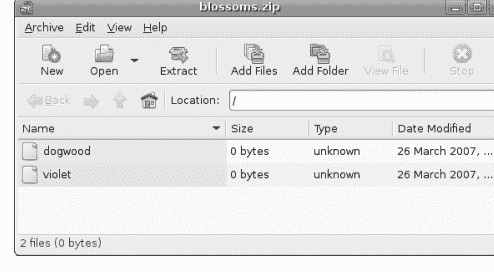 blossoms.zip
Archive Edit View Help
New Open Extract Add Files Add Folder View File Stop
Back Location: /
Name Size Type Date Modified
dogwood 0 bytes unknown 26 March 2007, ...
violet 0 bytes unknown 26 March 2007, ...
2 files (0 bytes)